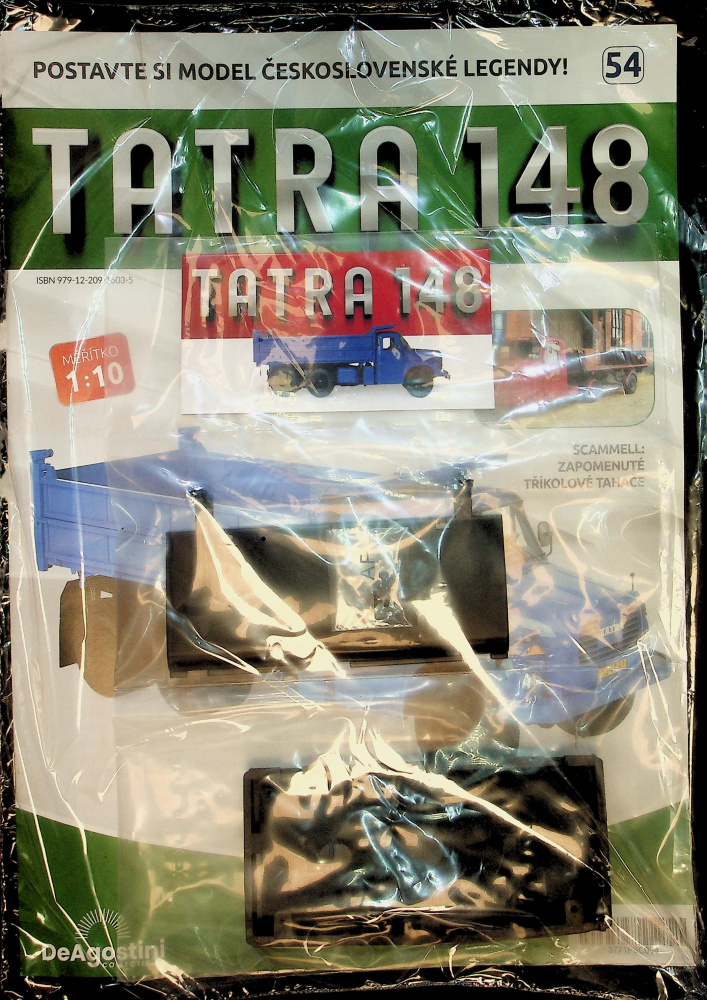 POSTAVTE SI MODEL ČESKOSLOVENSKÉ LEGENDY!
54
TATRA 148
TATRA 148
MĚŘÍTKO
1:10
SCAMMELL:
ZAPOMENUTÉ
TŘÍKOLOVÉ TAHAČE
DeAgostini